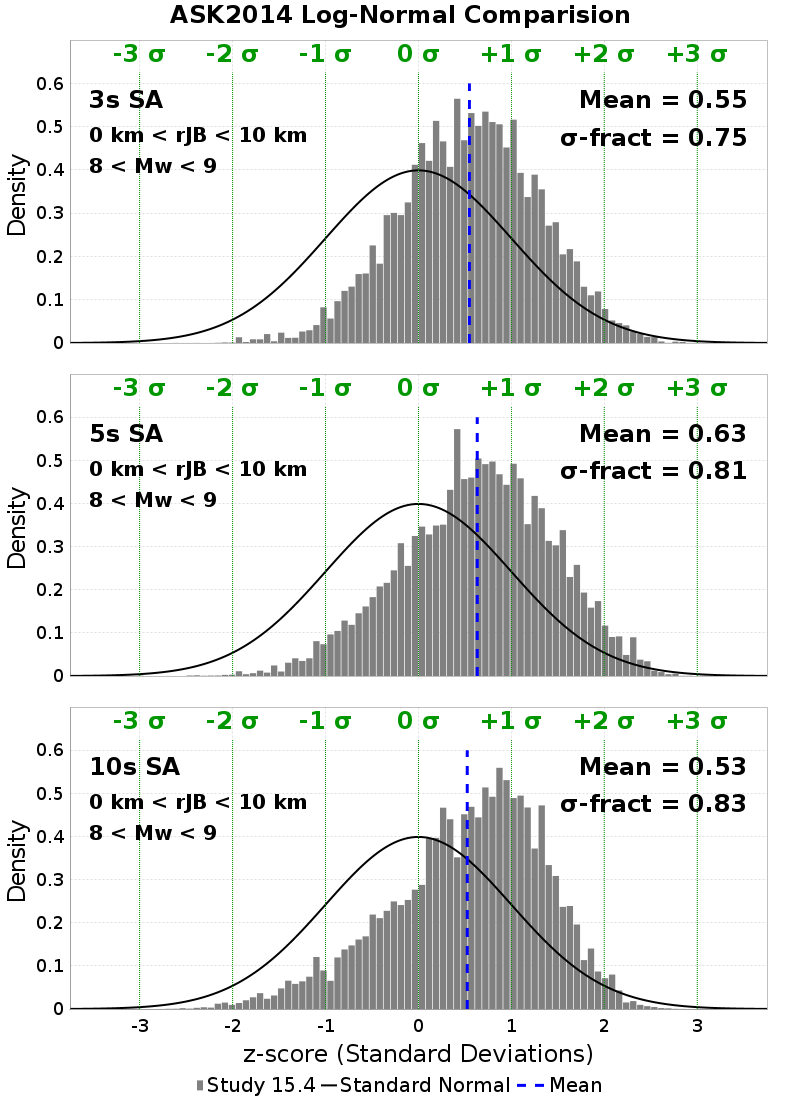 ASK2014 Log-Normal Comparision
-3 σ -2 σ -1 σ 0 σ +1 σ +2 σ +3 σ
0.6
3s SA
Mean = 0.55
0.5
0 km < rJB < 10 km
σ-fract = 0.75
0.4
8 < Mw < 9
0.3
0.2
0.1
0
Density
-3 σ -2 σ -1 σ 0 σ +1 σ +2 σ +3 σ
0.6
5s SA
Mean = 0.63
0.5
0 km < rJB < 10 km
σ-fract = 0.81
0.4
8 < Mw < 9
0.3
0.2
0.1
0
Density
-3 σ -2 σ -1 σ 0 σ +1 σ +2 σ +3 σ
0.6
10s SA
Mean = 0.53
0.5
0 km < rJB < 10 km
σ-fract = 0.83
0.4
8 < Mw < 9
0.3
0.2
0.1
0
Density
-3 -2 -1 0 1 2 3
z-score (Standard Deviations)
Study 15.4 Standard Normal Mean